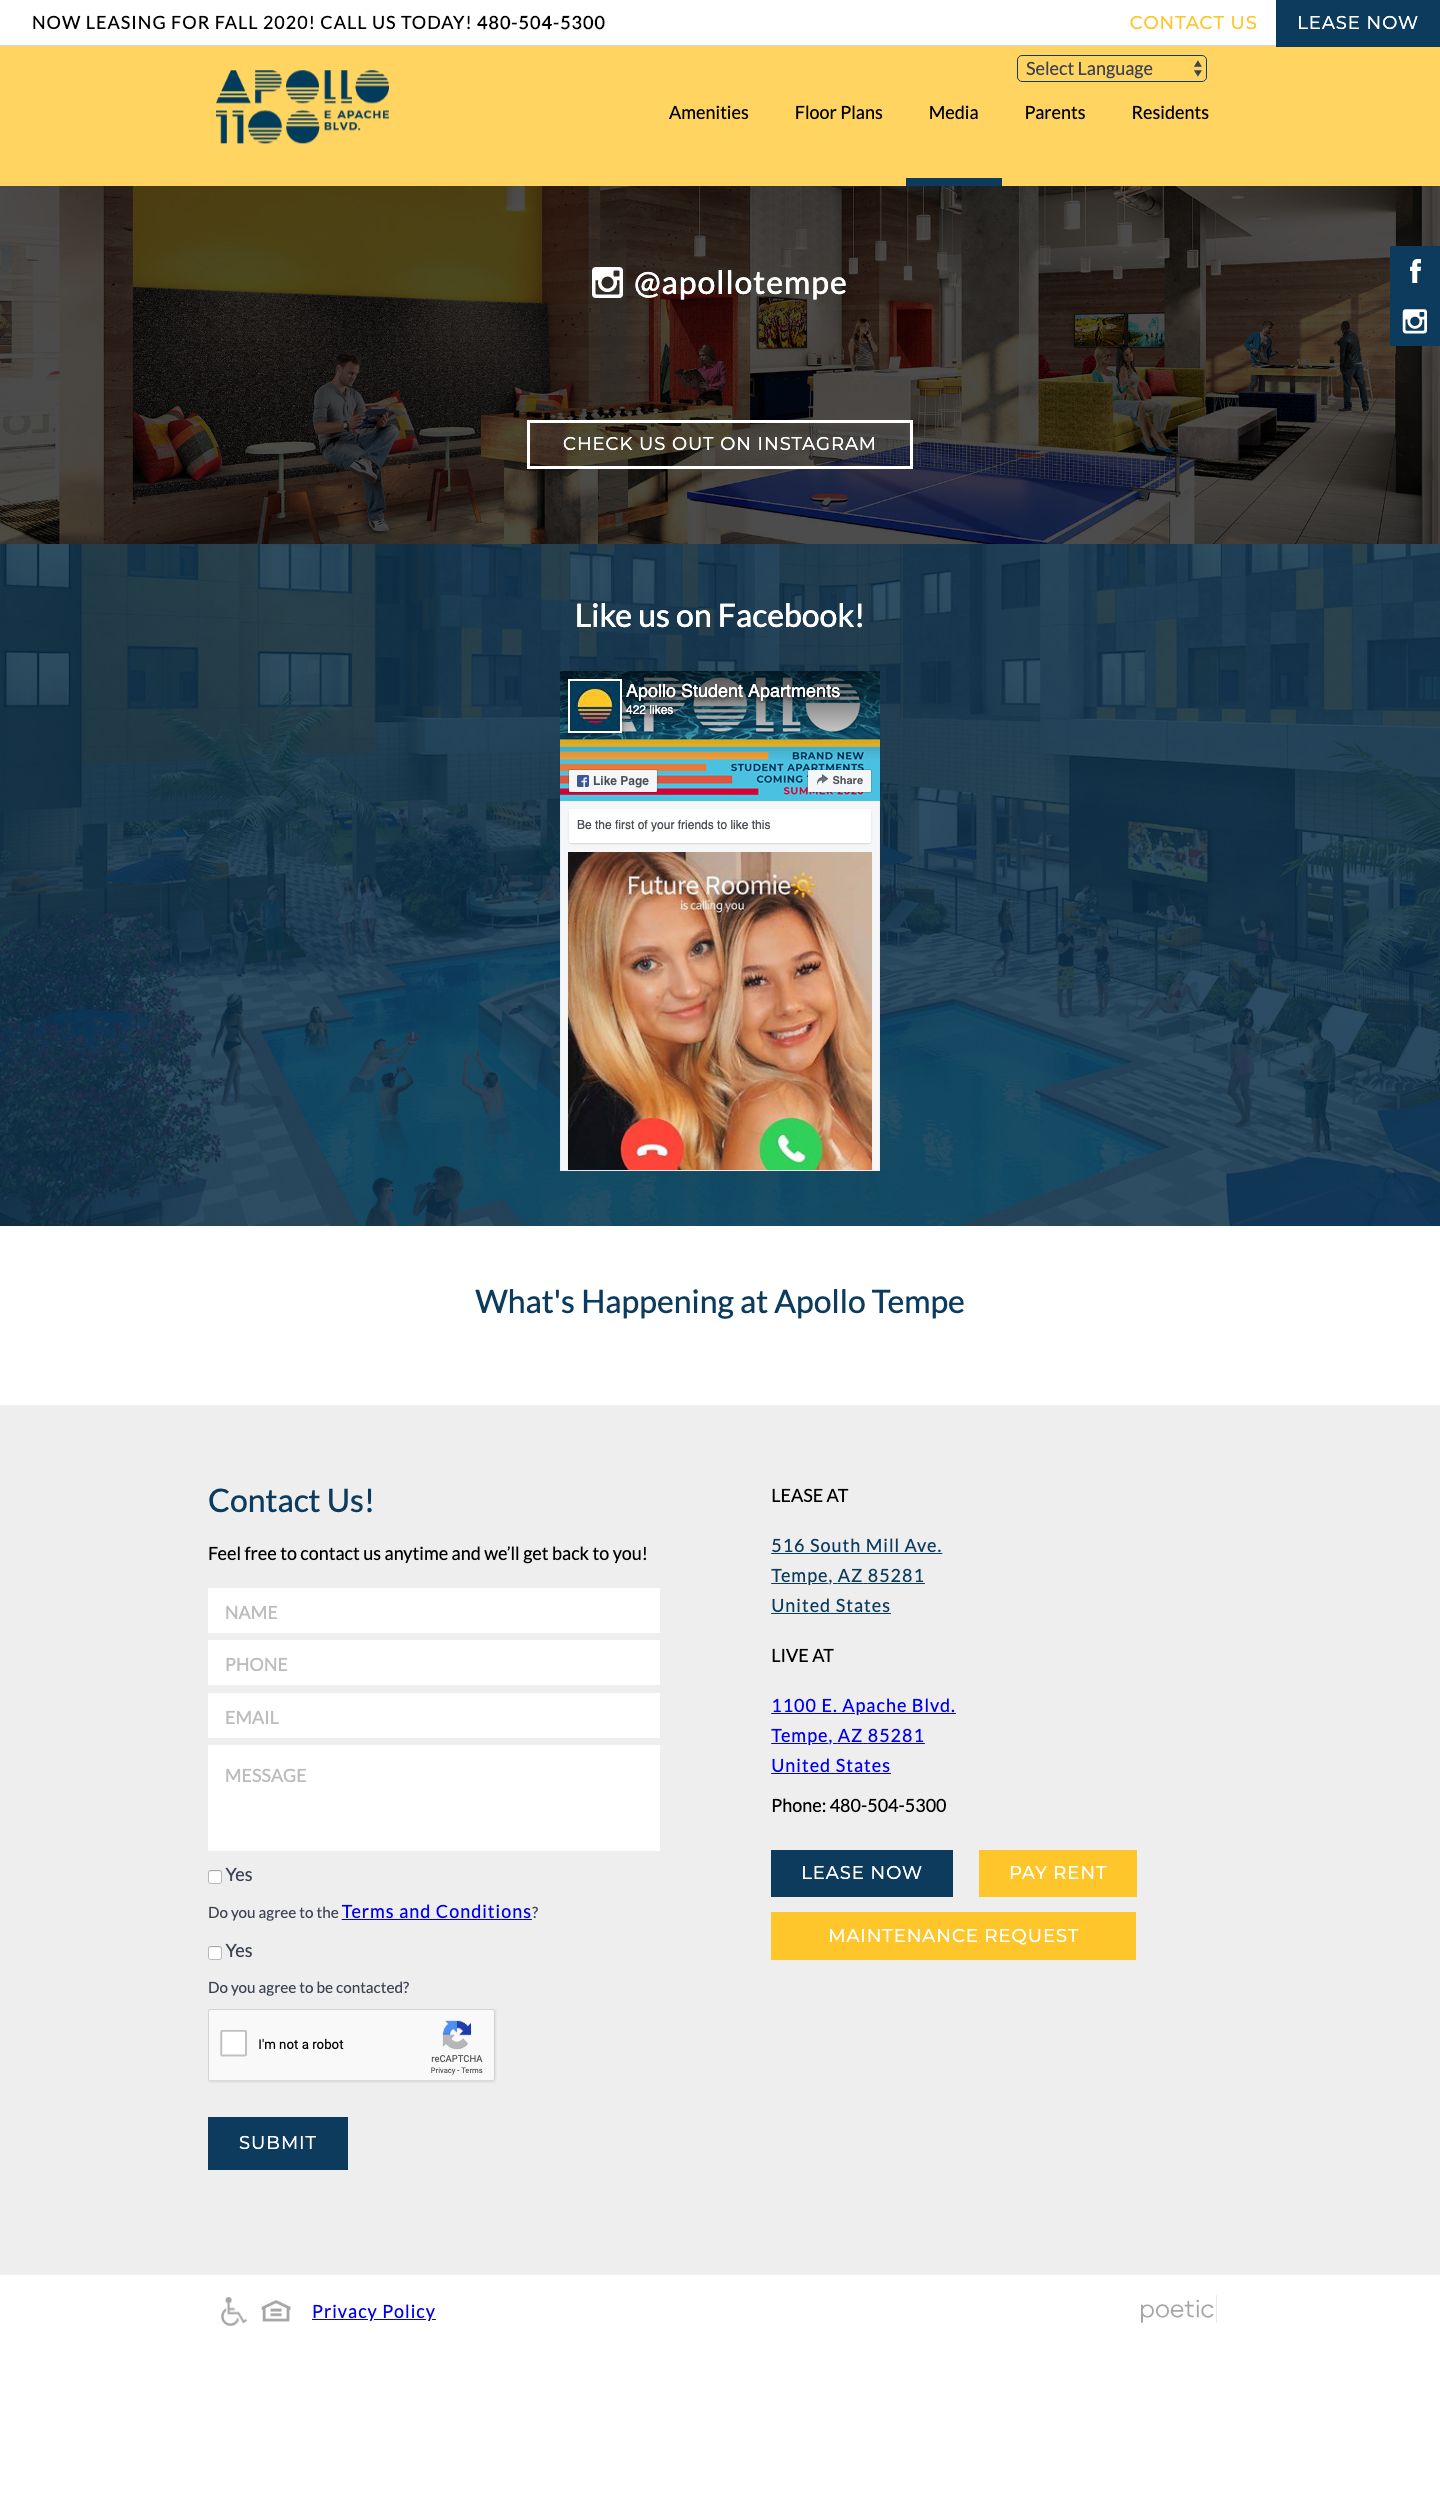 NOW LEASING FOR FALL 2020! CALL US TODAY! 480-504-5300
CONTACT US
LEASE NOW
APOLLO
1100 E APACHE BLVD.
Select Language
Amenities
Floor Plans
Media
Parents
Residents
@apollotempe
CHECK US OUT ON INSTAGRAM
Like us on Facebook!
APOLLO
Apollo Student Apartments
422 likes
BRAND NEW
STUDENT APARTMENTS
COMING
SUMMER 2020
Like Page
Share
Be the first of your friends to like this
Future Roomie
is calling you
What's Happening at Apollo Tempe
Contact Us!
Feel free to contact us anytime and we’ll get back to you!
NAME
PHONE
EMAIL
MESSAGE
Yes
Do you agree to the Terms and Conditions?
Yes
Do you agree to be contacted?
I'm not a robot
reCAPTCHA
Privacy - Terms
SUBMIT
LEASE AT
516 South Mill Ave.
Tempe, AZ 85281
United States
LIVE AT
1100 E. Apache Blvd.
Tempe, AZ 85281
United States
Phone: 480-504-5300
LEASE NOW
PAY RENT
MAINTENANCE REQUEST
Privacy Policy
poetic